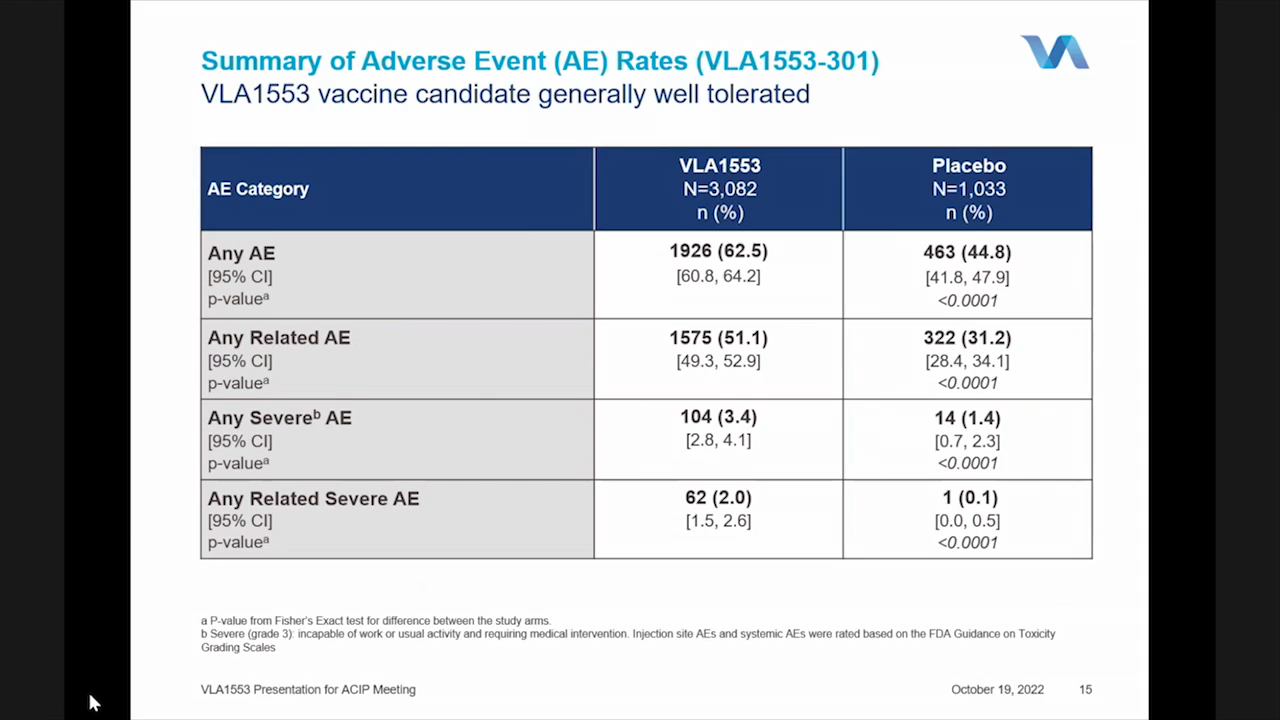 Summary of Adverse Event (AE) Rates (VLA1553-301)
VLA1553 vaccine candidate generally well tolerated
AE Category
VLA1553
N=3,082
n (%)
Placebo
N=1,033
n (%)
Any AE
[95% CI]
p-valueᵃ
1926 (62.5)
[60.8, 64.2]
463 (44.8)
[41.8, 47.9]
<0.0001
Any Related AE
[95% CI]
p-valueᵃ
1575 (51.1)
[49.3, 52.9]
322 (31.2)
[28.4, 34.1]
<0.0001
Any Severeᵇ AE
[95% CI]
p-valueᵃ
104 (3.4)
[2.8, 4.1]
14 (1.4)
[0.7, 2.3]
<0.0001
Any Related Severe AE
[95% CI]
p-valueᵃ
62 (2.0)
[1.5, 2.6]
1 (0.1)
[0.0, 0.5]
<0.0001
a P-value from Fisher's Exact test for difference between the study arms.
b Severe (grade 3): incapable of work or usual activity and requiring medical intervention. Injection site AEs and systemic AEs were rated based on the FDA Guidance on Toxicity
Grading Scales
VLA1553 Presentation for ACIP Meeting
October 19, 2022
15